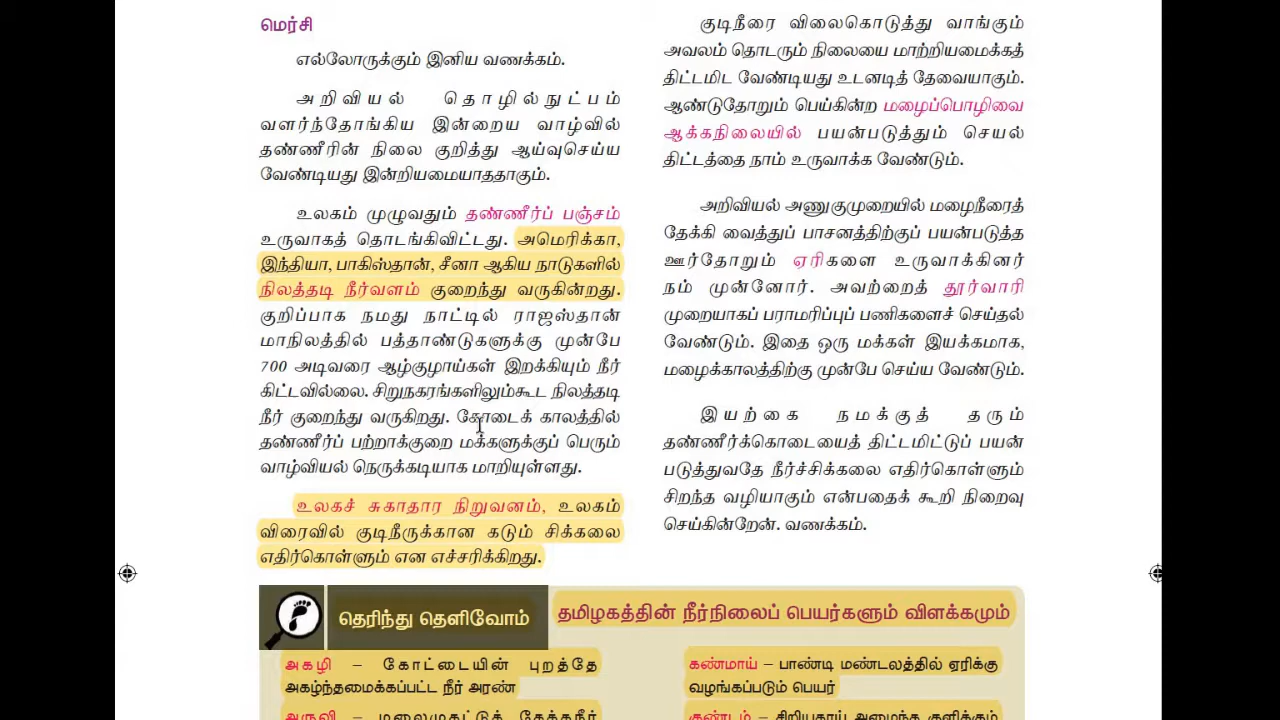 மெர்சி
எல்லோருக்கும் இனிய வணக்கம்.
அறிவியல் தொழில்நுட்பம்
வளர்ந்தோங்கிய இன்றைய வாழ்வில்
தண்ணீரின் நிலை குறித்து ஆய்வுசெய்ய
வேண்டியது இன்றியமையாததாகும்.
உலகம் முழுவதும் தண்ணீர்ப் பஞ்சம்
உருவாகத் தொடங்கிவிட்டது. அமெரிக்கா,
இந்தியா, பாகிஸ்தான், சீனா ஆகிய நாடுகளில்
நிலத்தடி நீர்வளம் குறைந்து வருகின்றது.
குறிப்பாக நமது நாட்டில் ராஜஸ்தான்
மாநிலத்தில் பத்தாண்டுகளுக்கு முன்பே
700 அடிவரை ஆழ்குழாய்கள் இறக்கியும் நீர்
கிட்டவில்லை. சிறுநகரங்களிலும்கூட நிலத்தடி
நீர் குறைந்து வருகிறது. கோடைக் காலத்தில்
தண்ணீர்ப் பற்றாக்குறை மக்களுக்குப் பெரும்
வாழ்வியல் நெருக்கடியாக மாறியுள்ளது.
உலகச் சுகாதார நிறுவனம், உலகம்
விரைவில் குடிநீருக்கான கடும் சிக்கலை
எதிர்கொள்ளும் என எச்சரிக்கிறது.
குடிநீரை விலைகொடுத்து வாங்கும்
அவலம் தொடரும் நிலையை மாற்றியமைக்கத்
திட்டமிட வேண்டியது உடனடித் தேவையாகும்.
ஆண்டுதோறும் பெய்கின்ற மழைப்பொழிவை
ஆக்கநிலையில் பயன்படுத்தும் செயல்
திட்டத்தை நாம் உருவாக்க வேண்டும்.
அறிவியல் அணுகுமுறையில் மழைநீரைத்
தேக்கி வைத்துப் பாசனத்திற்குப் பயன்படுத்த
ஊர்தோறும் ஏரிகளை உருவாக்கினர்
நம் முன்னோர். அவற்றைத் தூர்வாரி
முறையாகப் பராமரிப்புப் பணிகளைச் செய்தல்
வேண்டும். இதை ஒரு மக்கள் இயக்கமாக,
மழைக்காலத்திற்கு முன்பே செய்ய வேண்டும்.
இயற்கை நமக்குத் தரும்
தண்ணீர்க்கொடையைத் திட்டமிட்டுப் பயன்
படுத்துவதே நீர்ச்சிக்கலை எதிர்கொள்ளும்
சிறந்த வழியாகும் என்பதைக் கூறி நிறைவு
செய்கின்றேன். வணக்கம்.
தெரிந்து தெளிவோம்
தமிழகத்தின் நீர்நிலைப் பெயர்களும் விளக்கமும்
அகழி – கோட்டையின் புறத்தே
அகழ்ந்தமைக்கப்பட்ட நீர் அரண்
அருவி – மலைமுகட்டுத் தேக்கநீர்
கண்மாய் – பாண்டி மண்டலத்தில் ஏரிக்கு
வழங்கப்படும் பெயர்
குண்டம் – சிறியதாய் அமைந்த குளிக்கும்